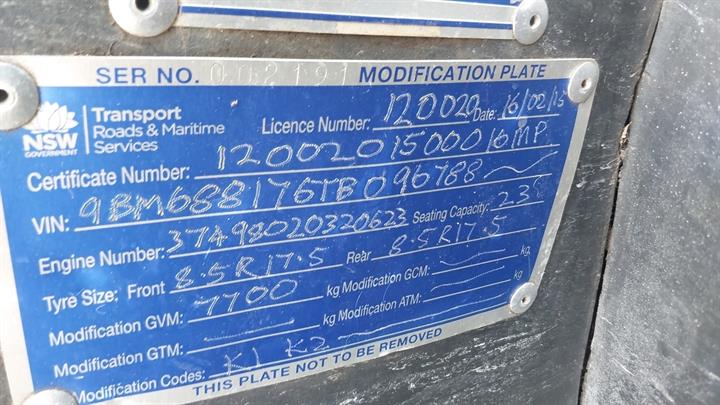 SER NO. 002191 MODIFICATION PLATE
NSW GOVERNMENT
Transport
Roads & Maritime
Services
Licence Number: 120020 Date: 16/02/15
Certificate Number: 12002015000 16MP
VIN: 9BM688176TB096788
Engine Number: 37498020320623 Seating Capacity: 23
Tyre Size: Front 8.5R17.5 Rear 8.5R17.5
Modification GVM: 7700 kg Modification GCM: kg
Modification GTM: kg Modification ATM: kg
Modification Codes: K1 K2
THIS PLATE NOT TO BE REMOVED